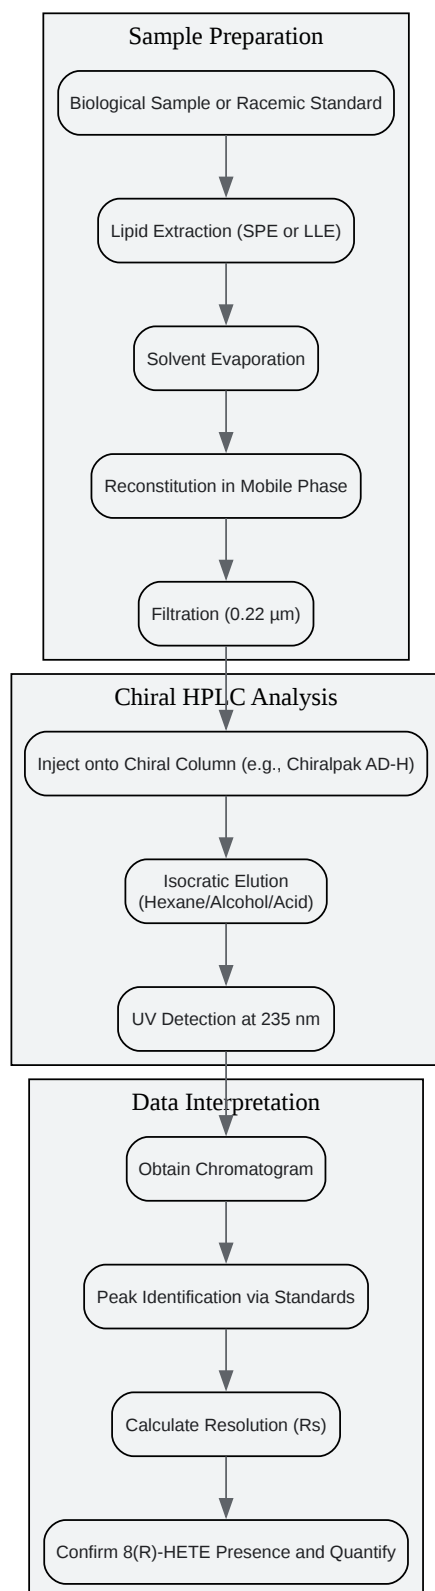 Sample Preparation
Biological Sample or Racemic Standard
Lipid Extraction (SPE or LLE)
Solvent Evaporation
Reconstitution in Mobile Phase
Filtration (0.22 µm)
Chiral HPLC Analysis
Inject onto Chiral Column (e.g., Chiralpak AD-H)
Isocratic Elution
(Hexane/Alcohol/Acid)
UV Detection at 235 nm
Data Interpretation
Obtain Chromatogram
Peak Identification via Standards
Calculate Resolution (Rs)
Confirm 8(R)-HETE Presence and Quantify